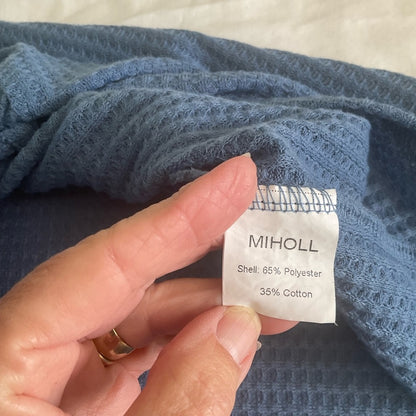 MIHOLL
Shell: 65% Polyester
35% Cotton